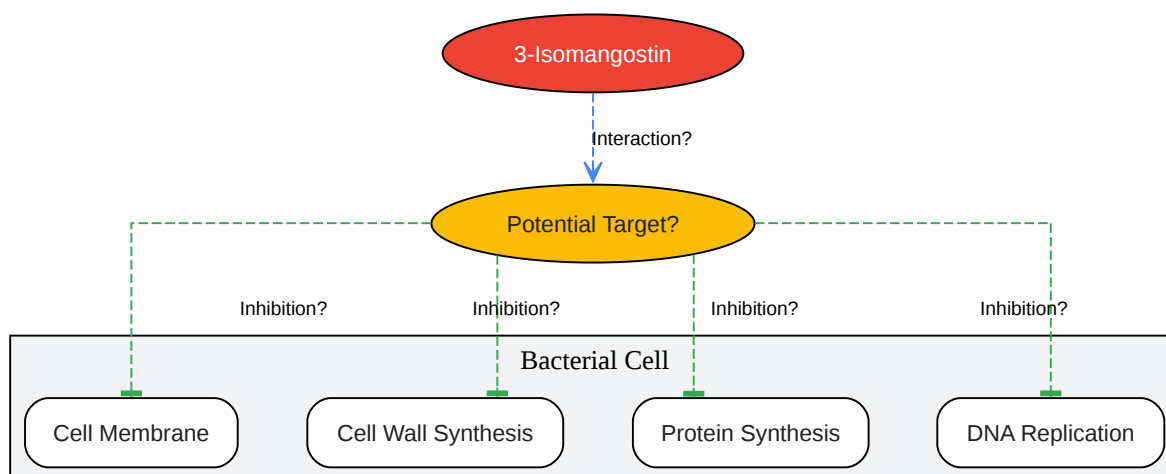 3-Isomangostin
Interaction?
Potential Target?
Inhibition?
Inhibition?
Inhibition?
Inhibition?
Bacterial Cell
Cell Membrane
Cell Wall Synthesis
Protein Synthesis
DNA Replication